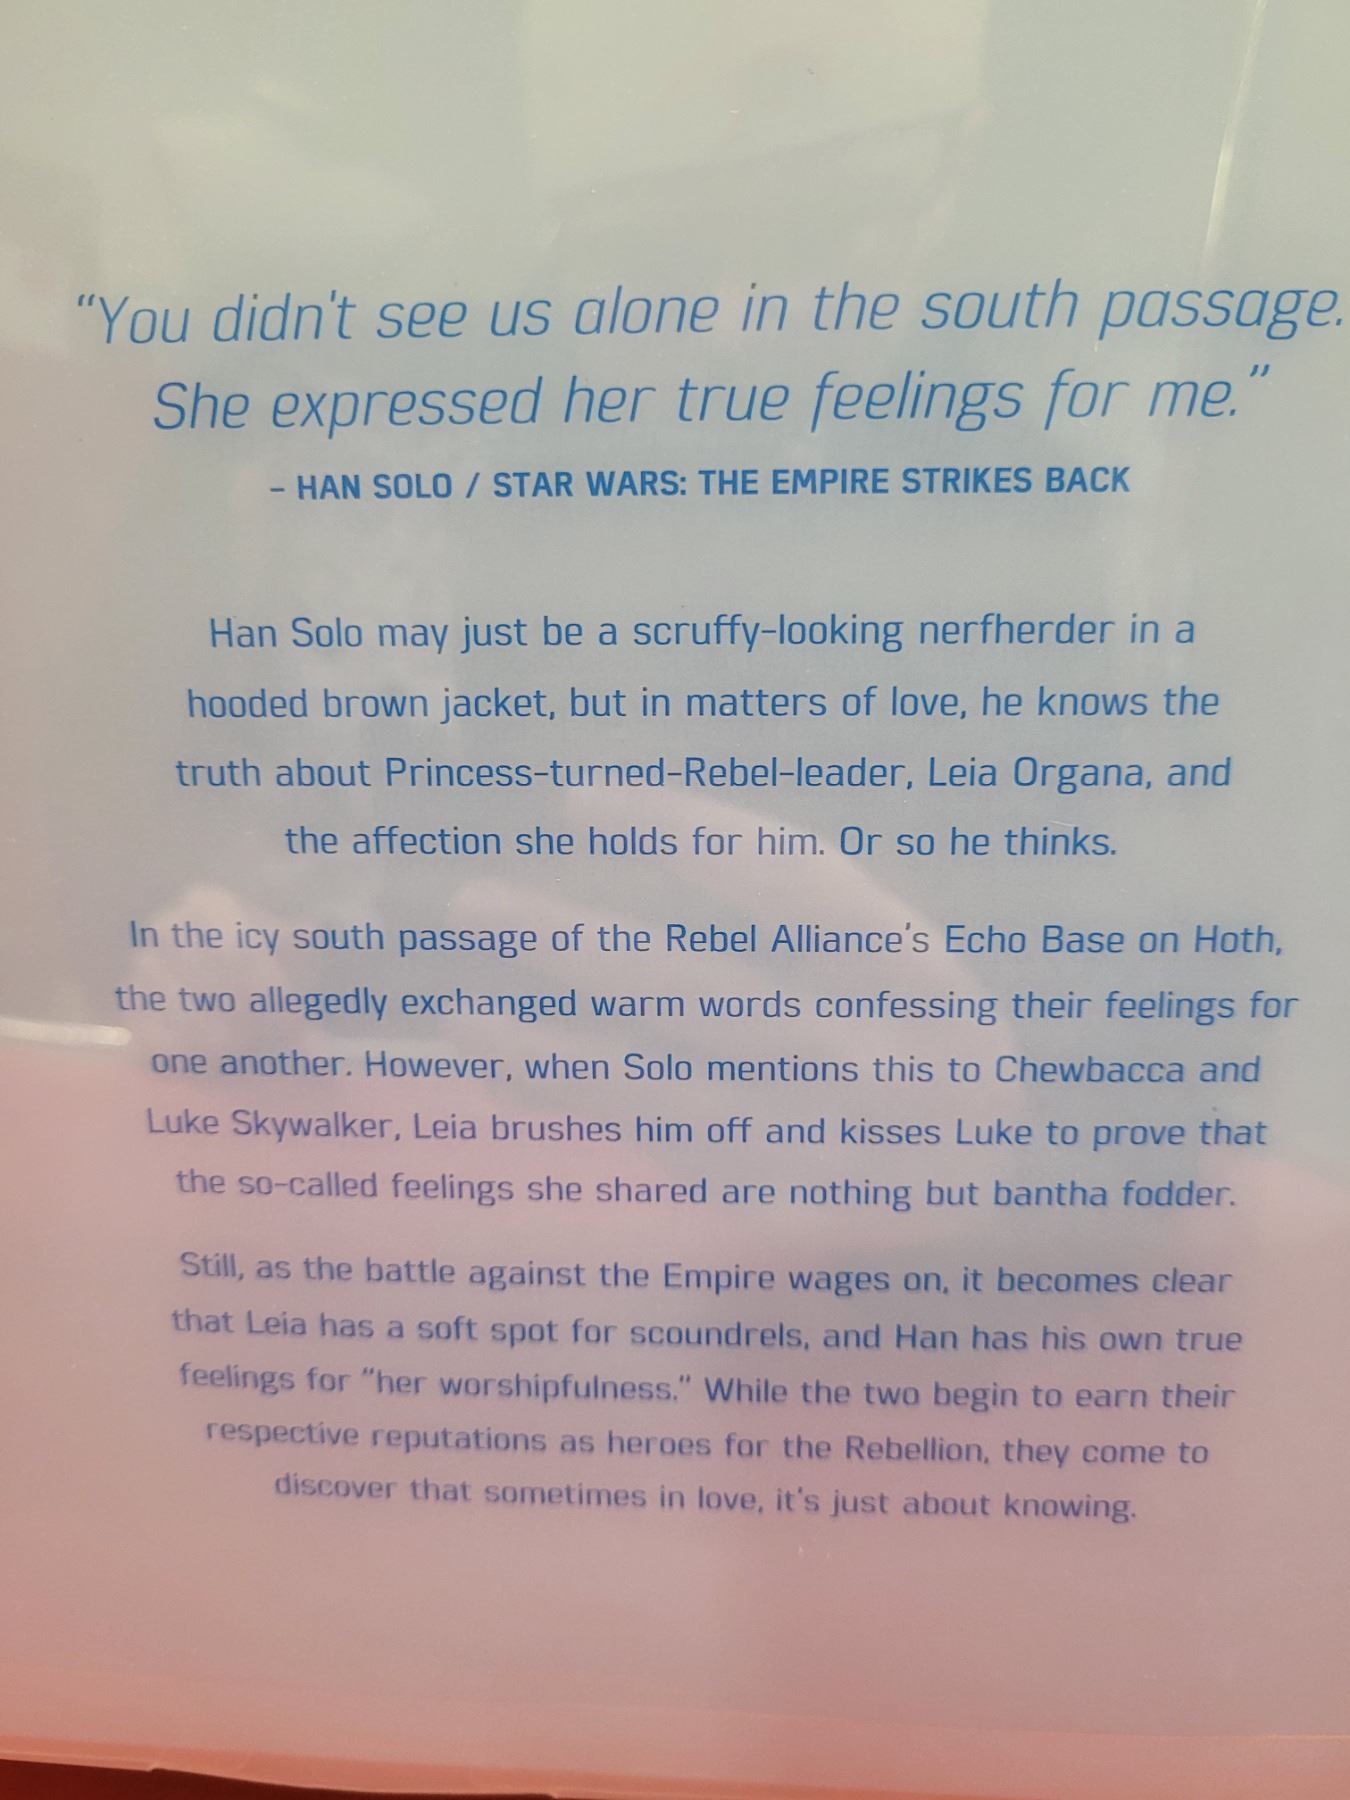 “You didn't see us alone in the south passage.
She expressed her true feelings for me.”
– HAN SOLO / STAR WARS: THE EMPIRE STRIKES BACK
Han Solo may just be a scruffy-looking nerfherder in a
hooded brown jacket, but in matters of love, he knows the
truth about Princess-turned-Rebel-leader, Leia Organa, and
the affection she holds for him. Or so he thinks.
In the icy south passage of the Rebel Alliance's Echo Base on Hoth,
the two allegedly exchanged warm words confessing their feelings for
one another. However, when Solo mentions this to Chewbacca and
Luke Skywalker, Leia brushes him off and kisses Luke to prove that
the so-called feelings she shared are nothing but bantha fodder.
Still, as the battle against the Empire wages on, it becomes clear
that Leia has a soft spot for scoundrels, and Han has his own true
feelings for “her worshipfulness.” While the two begin to earn their
respective reputations as heroes for the Rebellion, they come to
discover that sometimes in love, it's just about knowing.